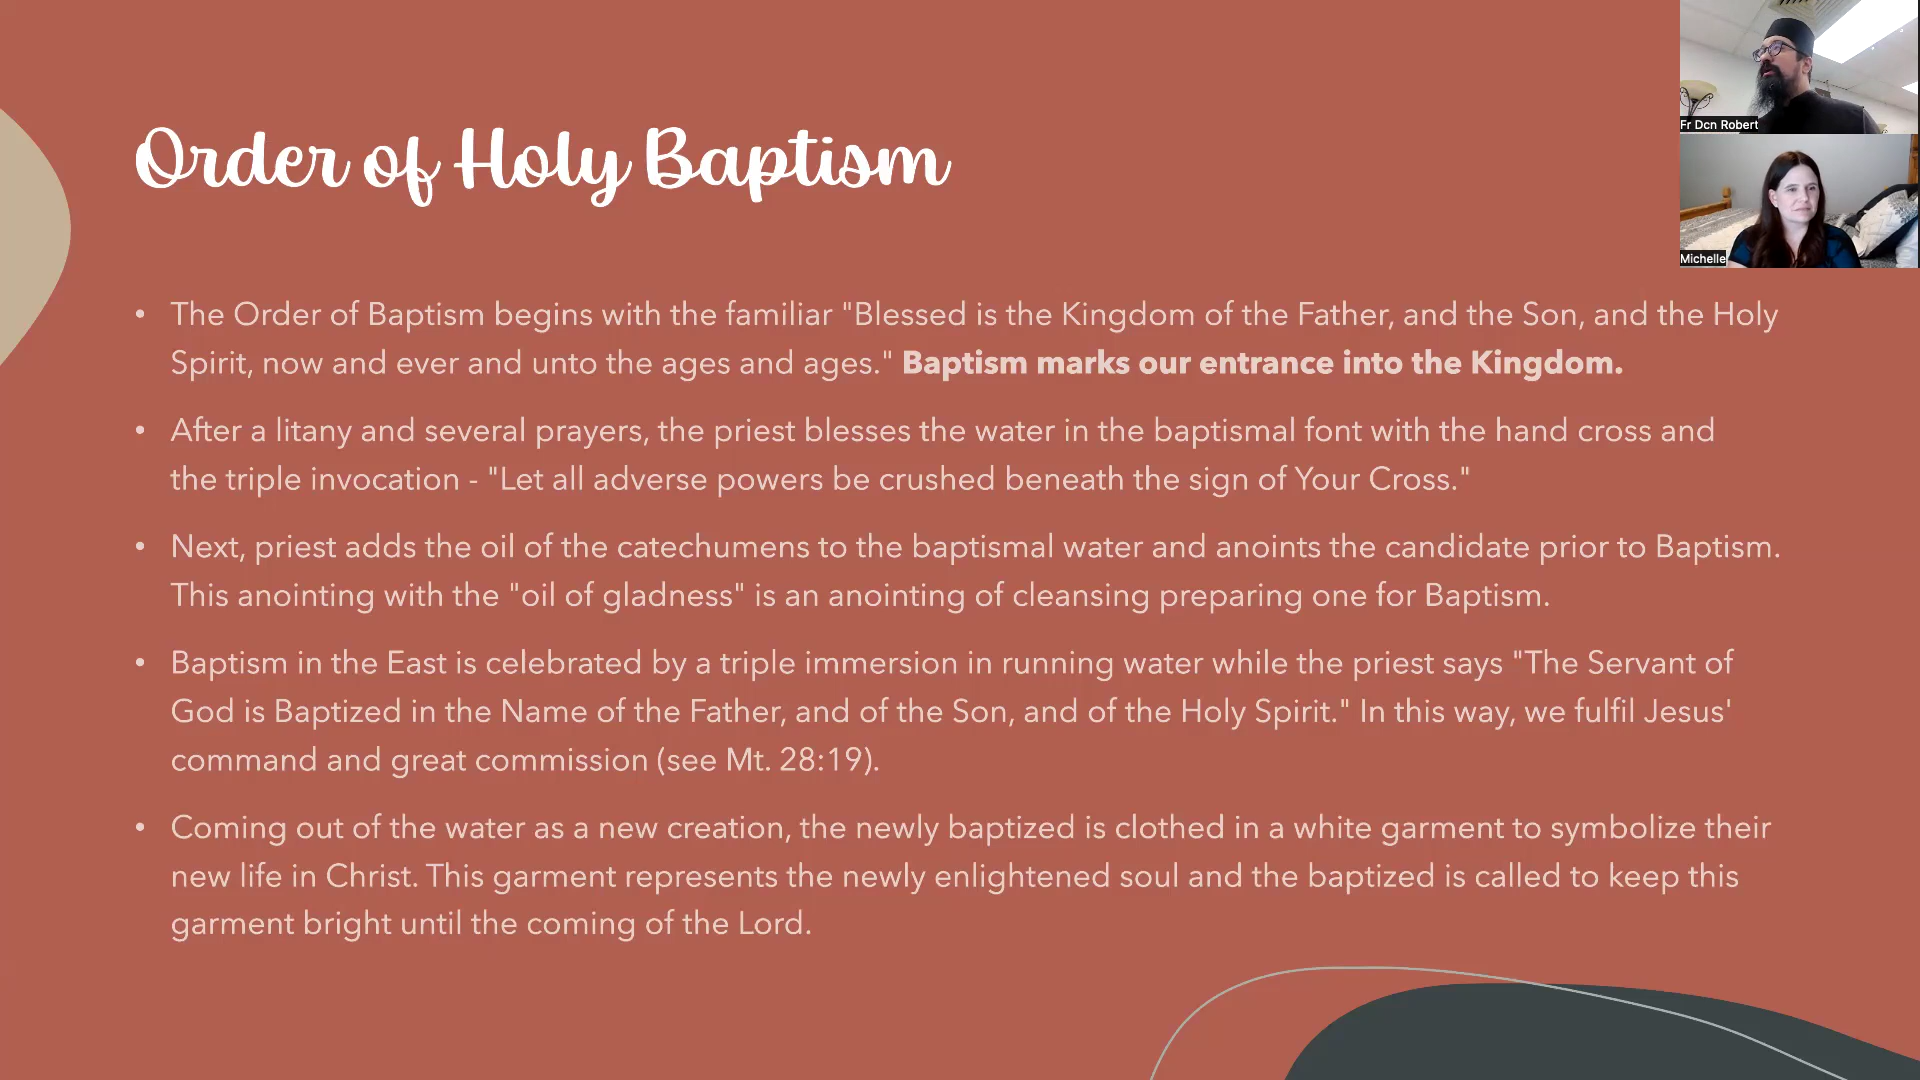 Order of Holy Baptism
Fr Dcn Robert
Michelle
• The Order of Baptism begins with the familiar "Blessed is the Kingdom of the Father, and the Son, and the Holy
Spirit, now and ever and unto the ages and ages." Baptism marks our entrance into the Kingdom.
• After a litany and several prayers, the priest blesses the water in the baptismal font with the hand cross and
the triple invocation - "Let all adverse powers be crushed beneath the sign of Your Cross."
• Next, priest adds the oil of the catechumens to the baptismal water and anoints the candidate prior to Baptism.
This anointing with the "oil of gladness" is an anointing of cleansing preparing one for Baptism.
• Baptism in the East is celebrated by a triple immersion in running water while the priest says "The Servant of
God is Baptized in the Name of the Father, and of the Son, and of the Holy Spirit." In this way, we fulfil Jesus'
command and great commission (see Mt. 28:19).
• Coming out of the water as a new creation, the newly baptized is clothed in a white garment to symbolize their
new life in Christ. This garment represents the newly enlightened soul and the baptized is called to keep this
garment bright until the coming of the Lord.